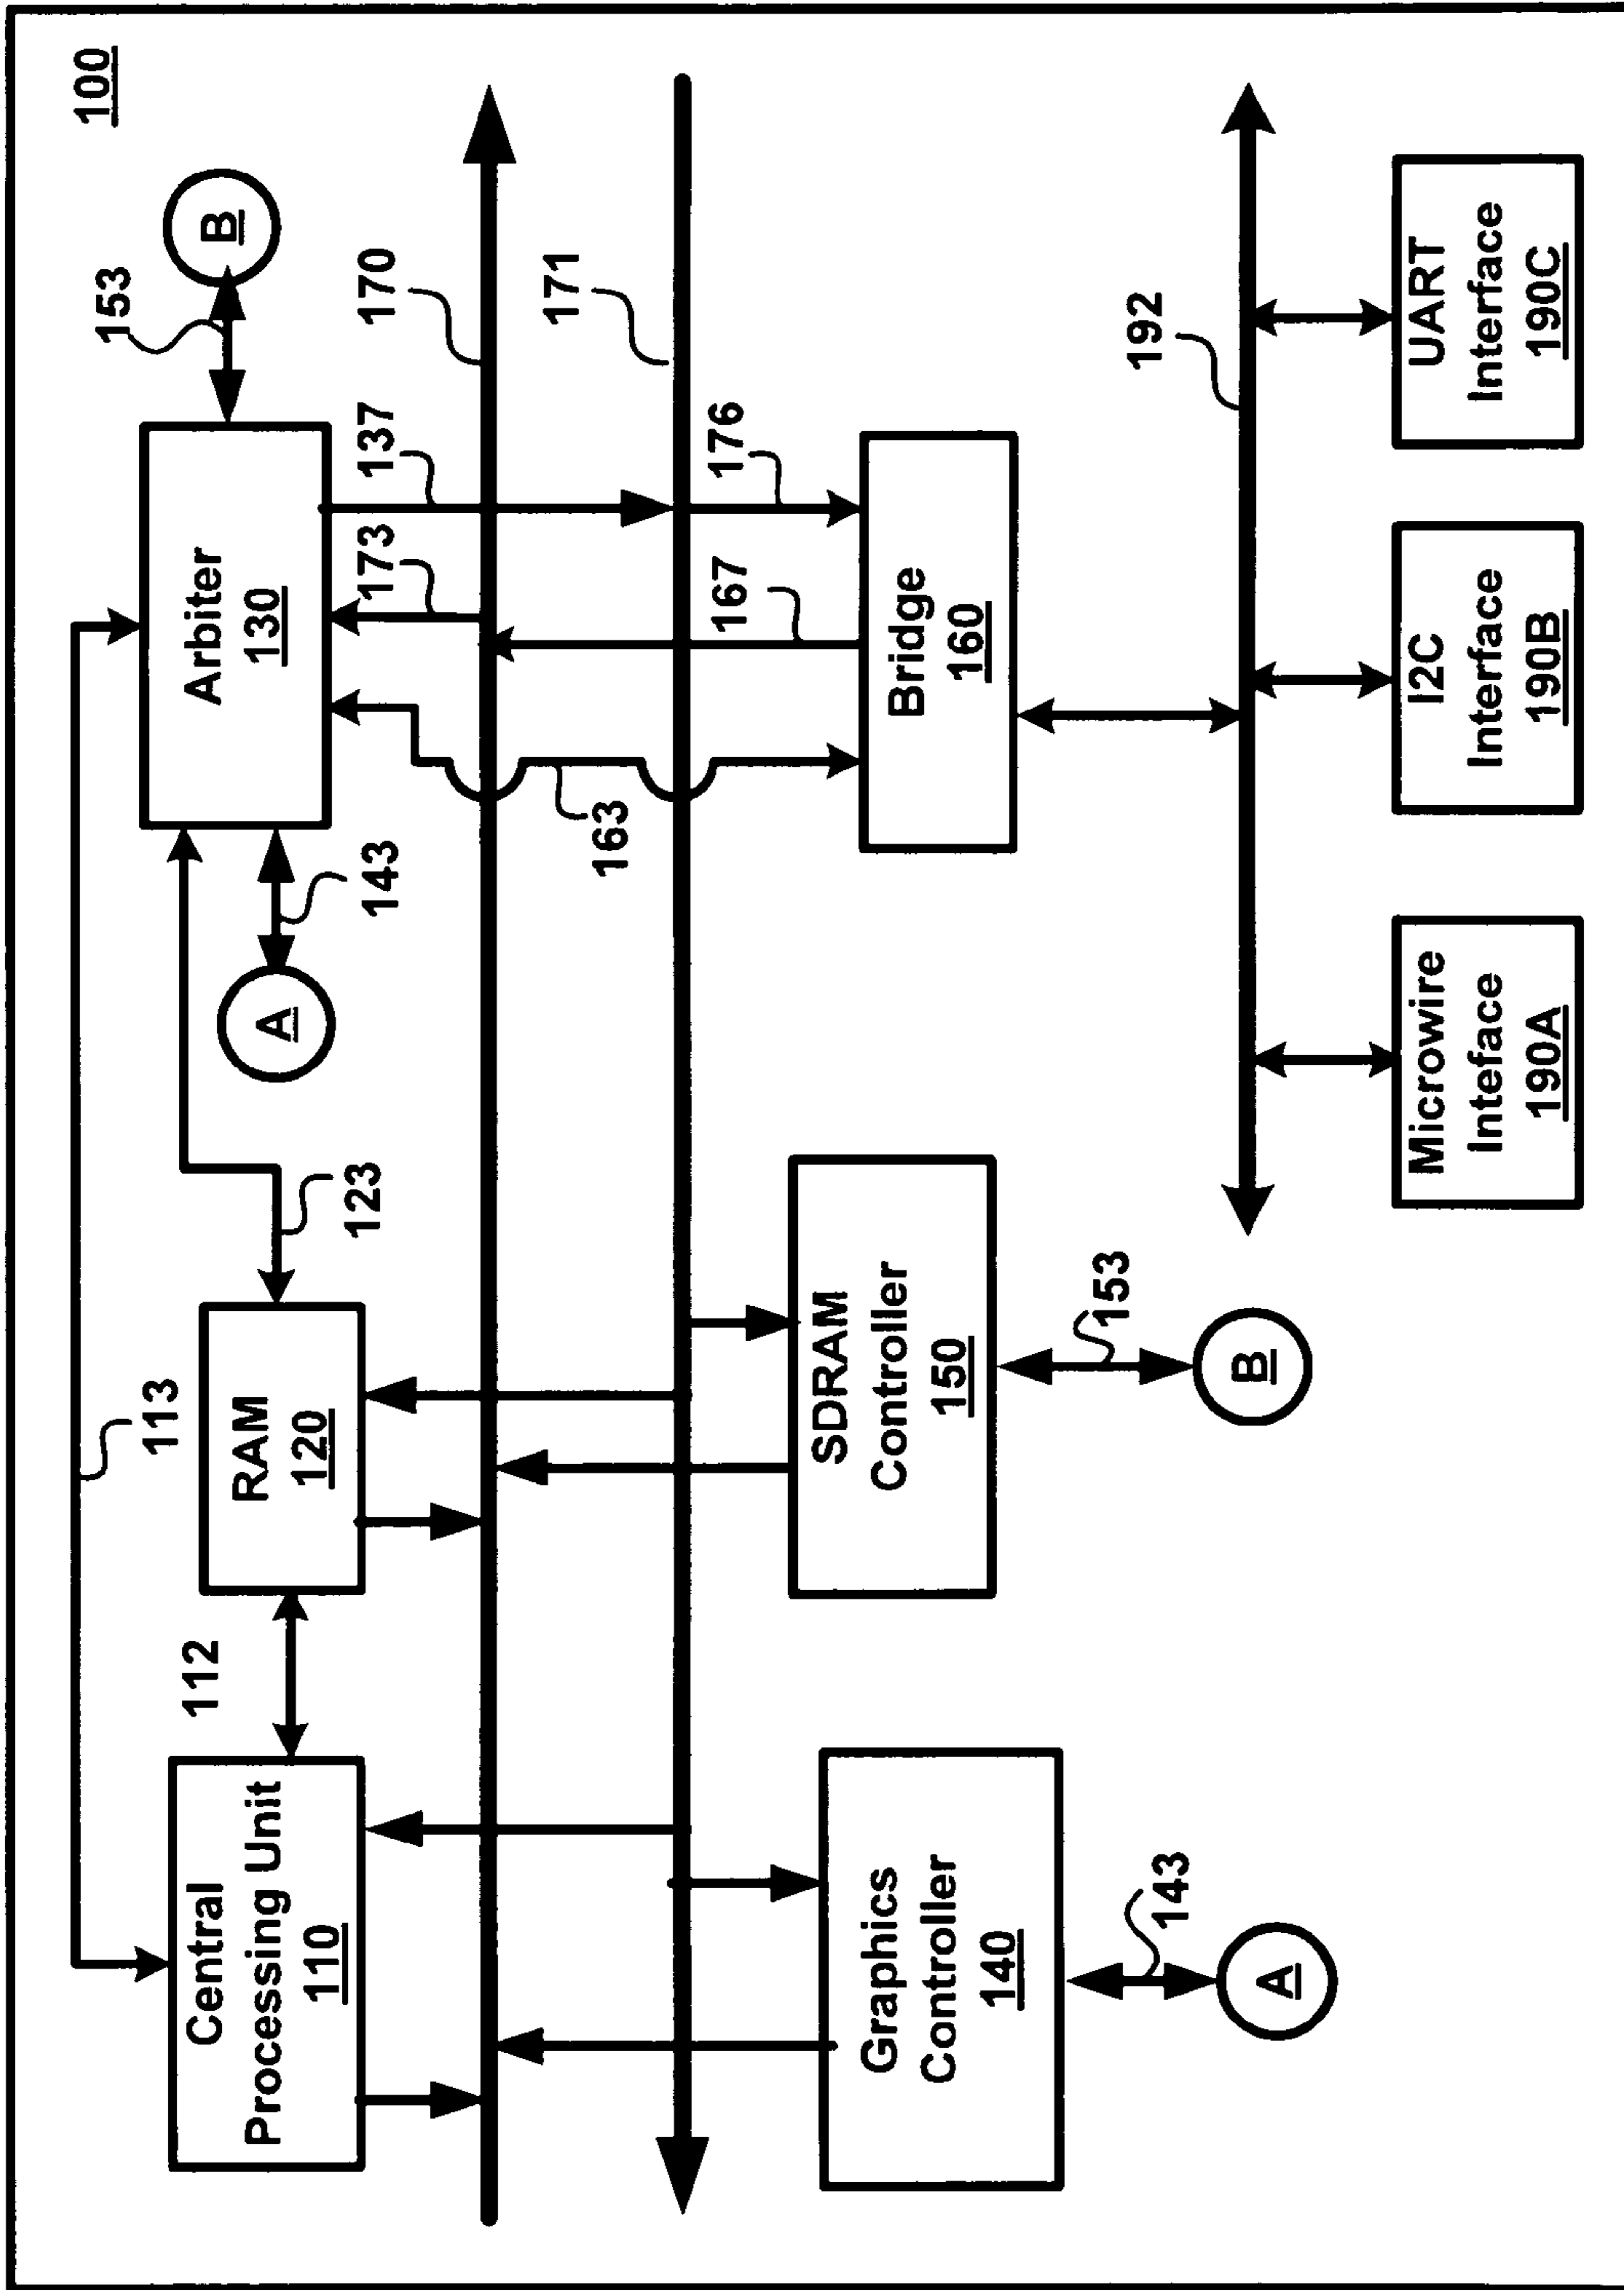 100
113
153
B
Central
Processing Unit
110
112
RAM
120
123
A
143
Arbiter
130
173
137
170
171
163
167
176
Graphics
Controller
140
143
A
SDRAM
Controller
150
153
B
Bridge
160
192
Microwire
Inteface
190A
I2C
Interface
190B
UART
Interface
190C